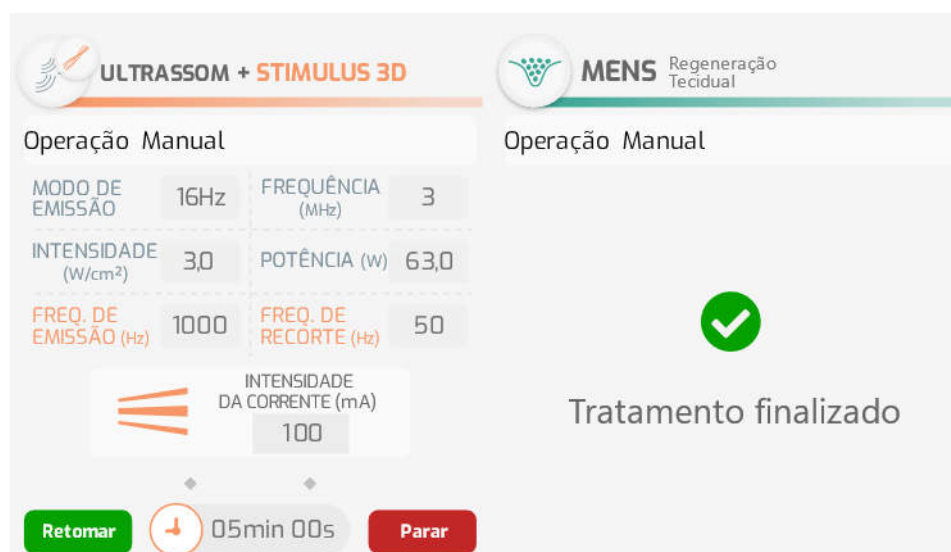 ULTRASSOM + STIMULUS 3D
Operação Manual
MODO DE
EMISSÃO
16Hz
FREQUÊNCIA
(MHz)
3
INTENSIDADE
(W/cm²)
3,0
POTÊNCIA (W)
63,0
FREQ. DE
EMISSÃO (Hz)
1000
FREQ. DE
RECORTE (Hz)
50
INTENSIDADE
DA CORRENTE (mA)
100
Retomar
05min 00s
Parar
MENS
Regeneração
Tecidual
Operação Manual
Tratamento finalizado